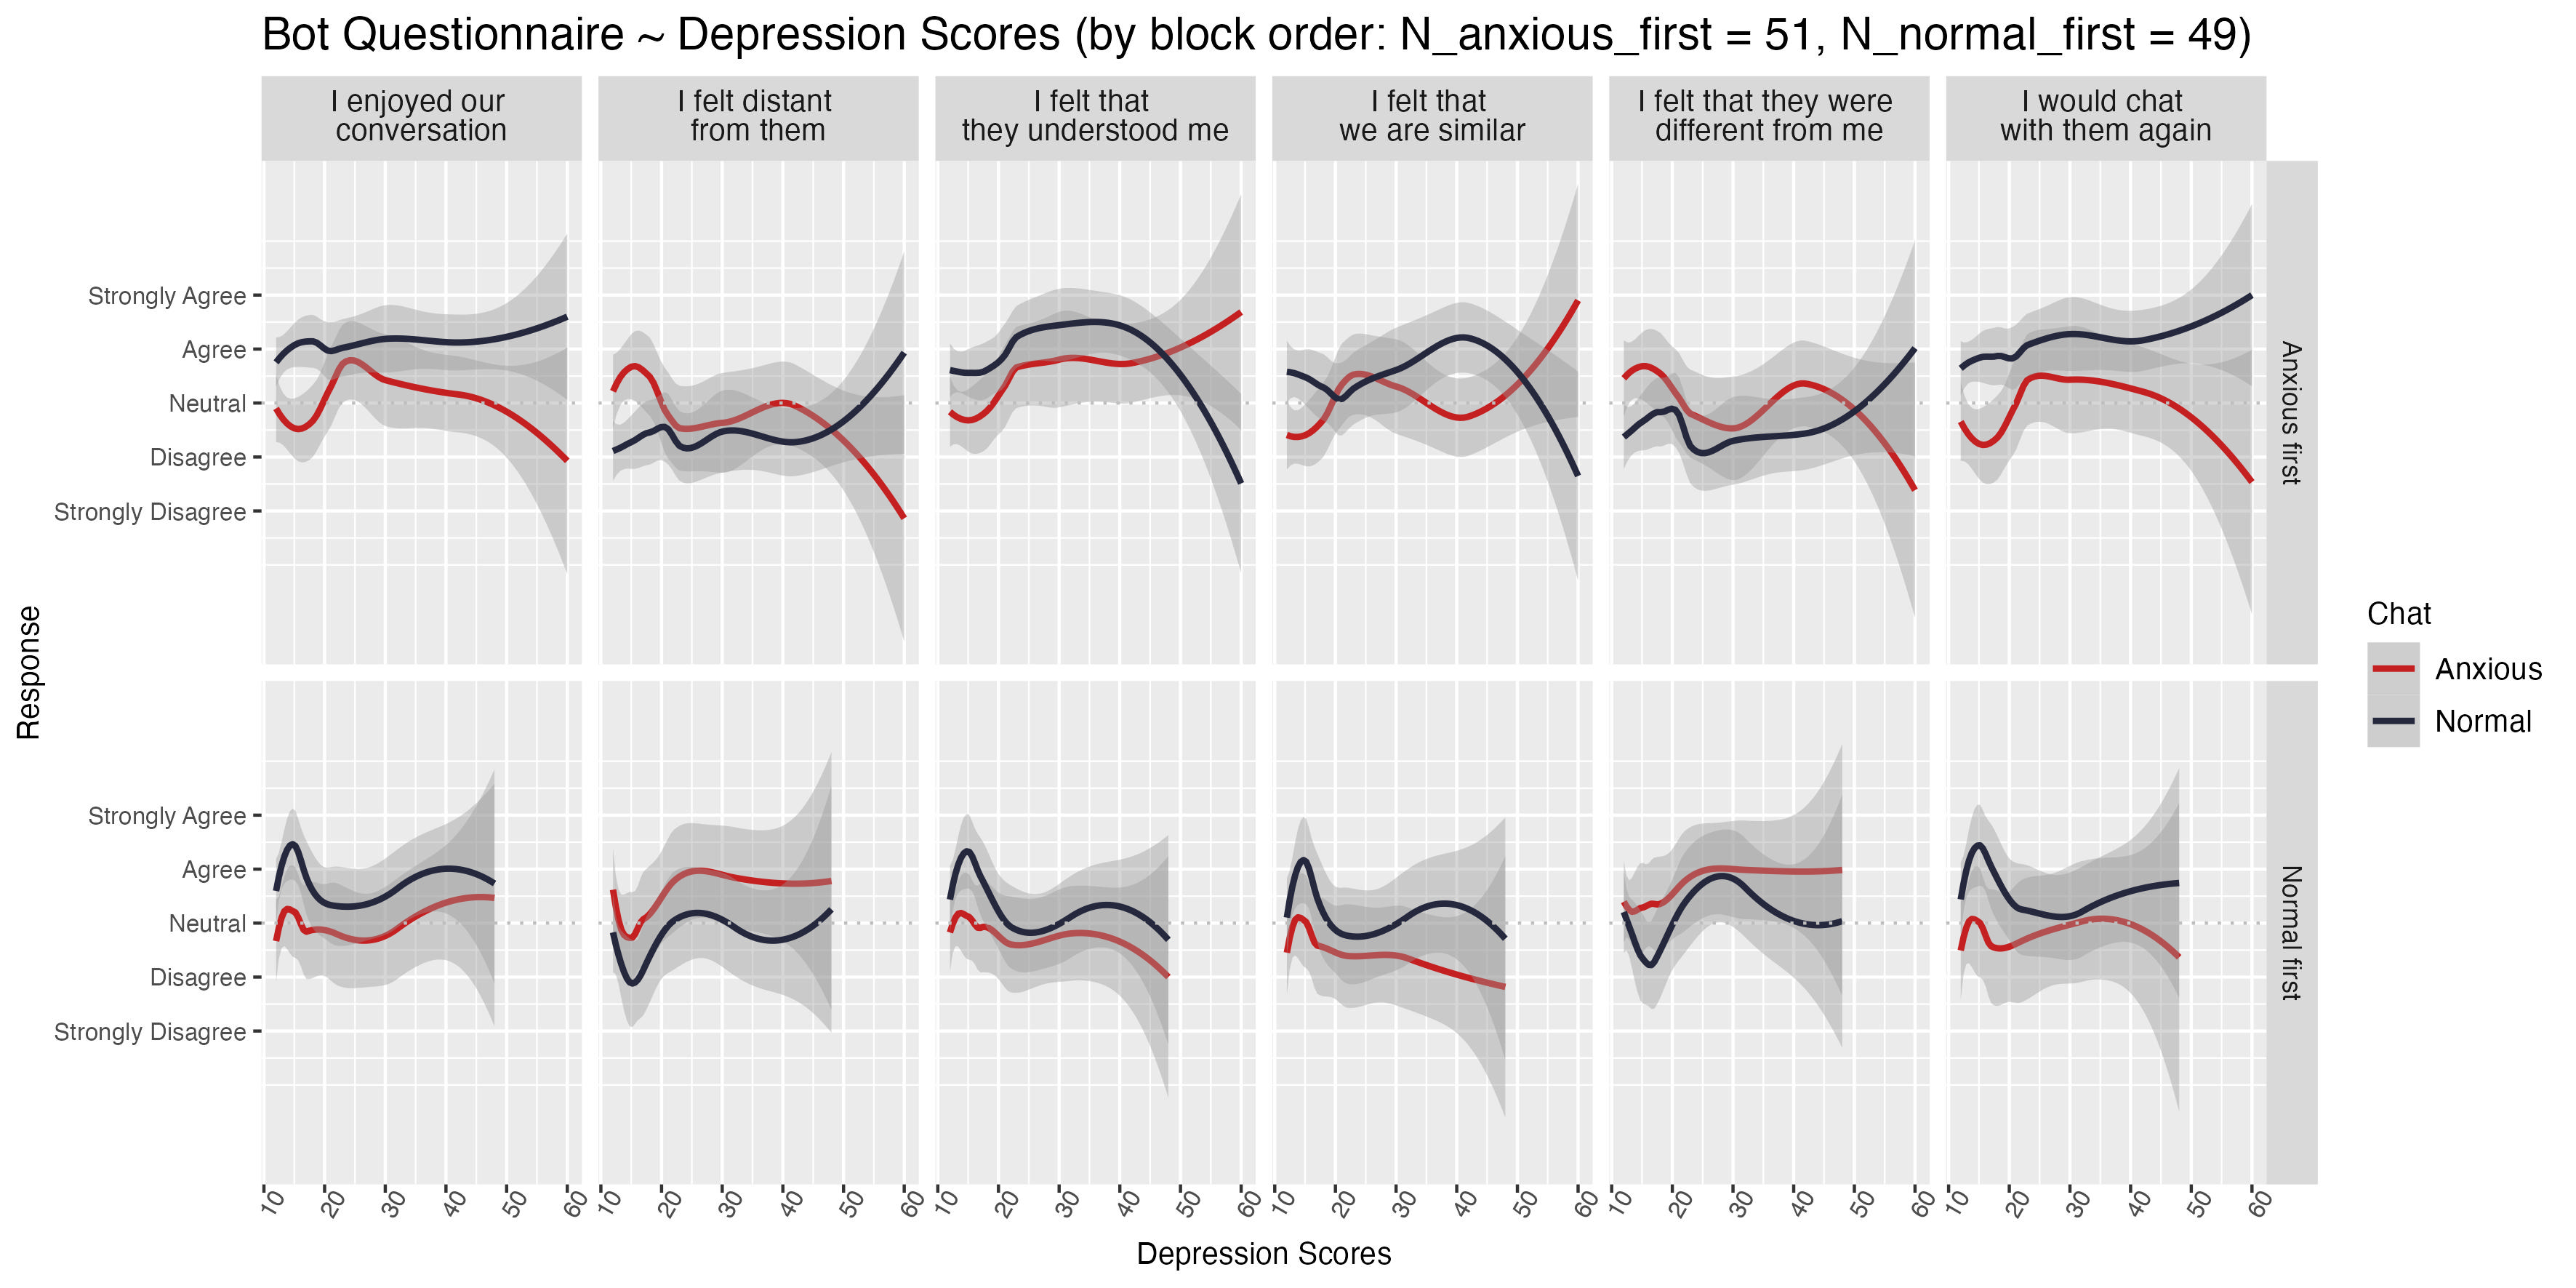 Bot Questionnaire ~ Depression Scores (by block order: N_anxious_first = 51, N_normal_first = 49)
I enjoyed our
conversation
I felt distant
from them
I felt that
they understood me
I felt that
we are similar
I felt that they were
different from me
I would chat
with them again
Strongly Agree
Agree
Neutral
Disagree
Strongly Disagree
Anxious first
Response
Strongly Agree
Agree
Neutral
Disagree
Strongly Disagree
Normal first
Chat
Anxious
Normal
10 20 30 40 50 60 10 20 30 40 50 60 10 20 30 40 50 60 10 20 30 40 50 60 10 20 30 40 50 60 10 20 30 40 50 60
Depression Scores